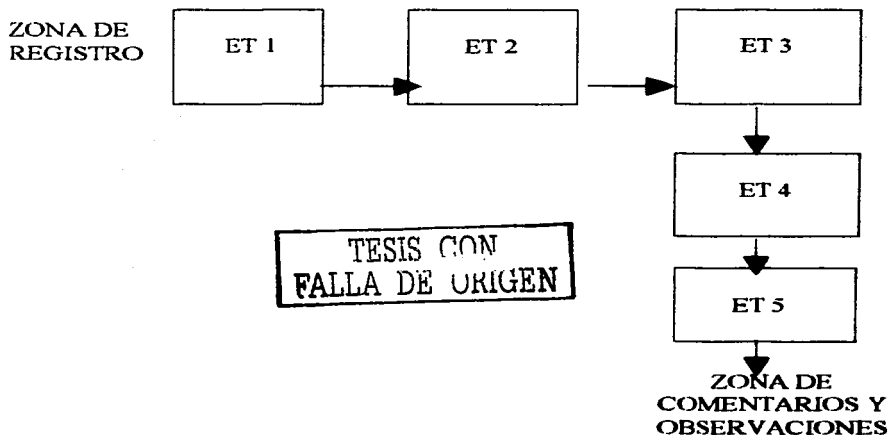 ZONA DE
REGISTRO
ET 1
ET 2
ET 3
ET 4
TESIS CON
FALLA DE ORIGEN
ET 5
ZONA DE
COMENTARIOS Y
OBSERVACIONES